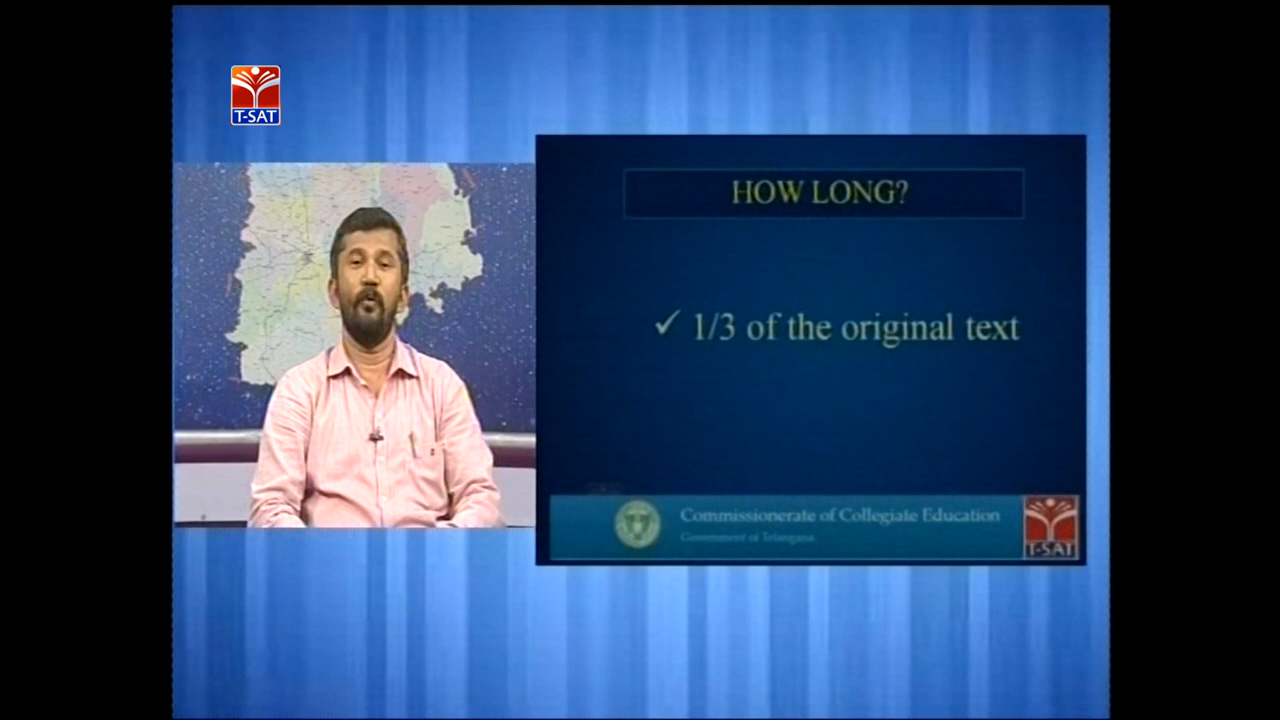 T-SAT
HOW LONG?
✓ 1/3 of the original text
Commissionerate of Collegiate Education
Government of Telangana
T-SAT